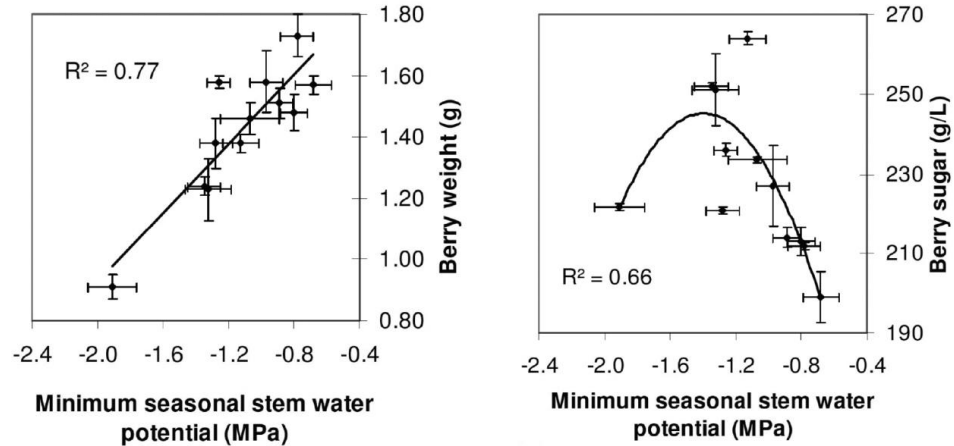 1.80
1.60
1.40
1.20
1.00
0.80
Berry weight (g)
R² = 0.77
-2.4 -2.0 -1.6 -1.2 -0.8 -0.4
Minimum seasonal stem water
potential (MPa)
270
250
230
210
190
Berry sugar (g/L)
R² = 0.66
-2.4 -2.0 -1.6 -1.2 -0.8 -0.4
Minimum seasonal stem water
potential (MPa)